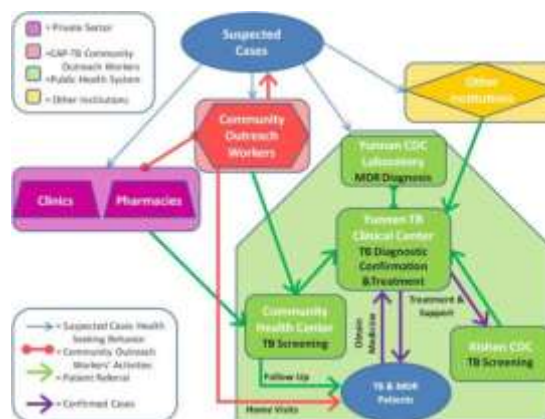 = Private Sector
=CAP-TB Community
Outreach Workers
=Public Health System
= Other Institutions
Suspected
Cases
Other
Institutions
Community
Outreach
Workers
Yunnan CDC
Laboratory
MDR Diagnosis
Clinics
Pharmacies
Yunnan TB
Clinical Center
TB Diagnostic
Confirmation
&Treatment
Treatment &
Support
Community
Health Center
TB Screening
Obtain
Medicine
Xishan CDC
TB Screening
Follow Up
TB & MDR
Patients
Home Visits
= Suspected Cases Health
Seeking Behavior
= Community Outreach
Workers' Activities
= Patient Referral
= Confirmed Cases